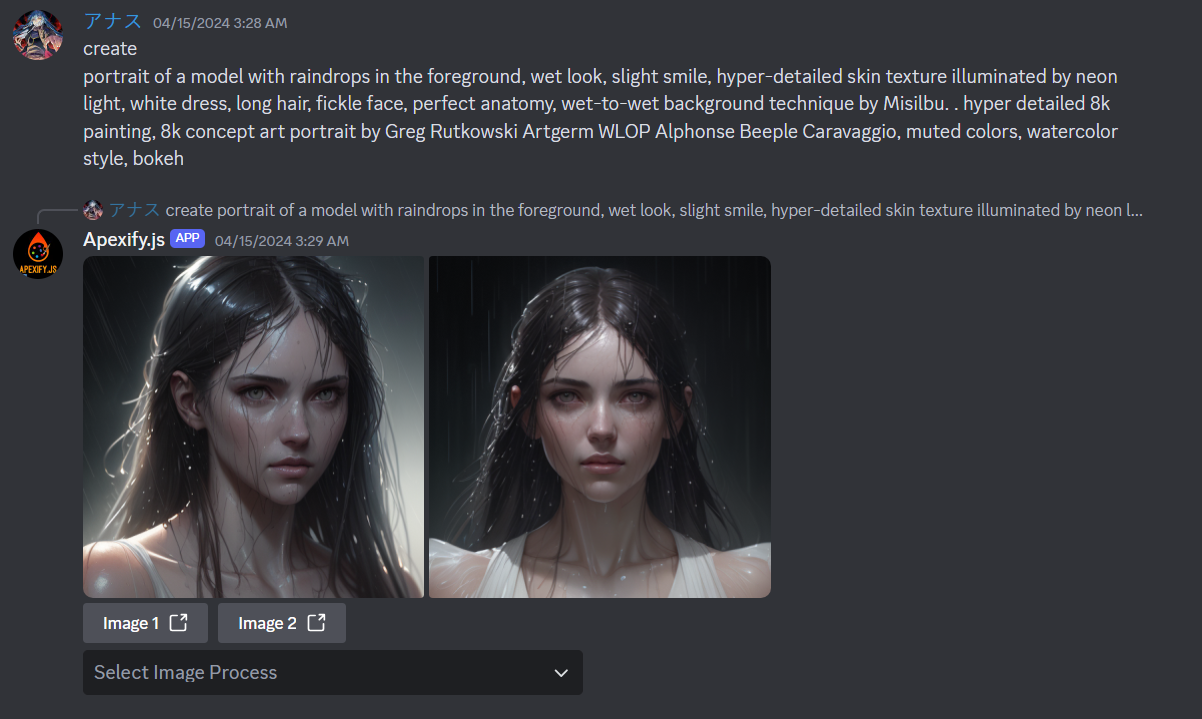 アナス 04/15/2024 3:28 AM
create
portrait of a model with raindrops in the foreground, wet look, slight smile, hyper-detailed skin texture illuminated by neon
light, white dress, long hair, fickle face, perfect anatomy, wet-to-wet background technique by Misilbu. . hyper detailed 8k
painting, 8k concept art portrait by Greg Rutkowski Artgerm WLOP Alphonse Beeple Caravaggio, muted colors, watercolor
style, bokeh
アナス create portrait of a model with raindrops in the foreground, wet look, slight smile, hyper-detailed skin texture illuminated by neon l...
Apexify.js APP 04/15/2024 3:29 AM
APEXIFY.JS
Image 1 Image 2
Select Image Process